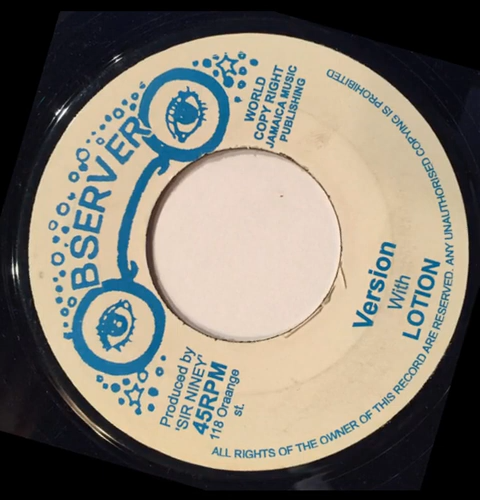 BSERVER
WORLD
COPY RIGHT
JAMAICA MUSIC
PUBLISHING
Produced by
'SIR NINEY'
45RPM
118 Oraange
st.
Version
With
LOTION
ALL RIGHTS OF THE OWNER OF THIS RECORD ARE RESERVED. ANY UNAUTHORISED COPYING IS PROHIBITED